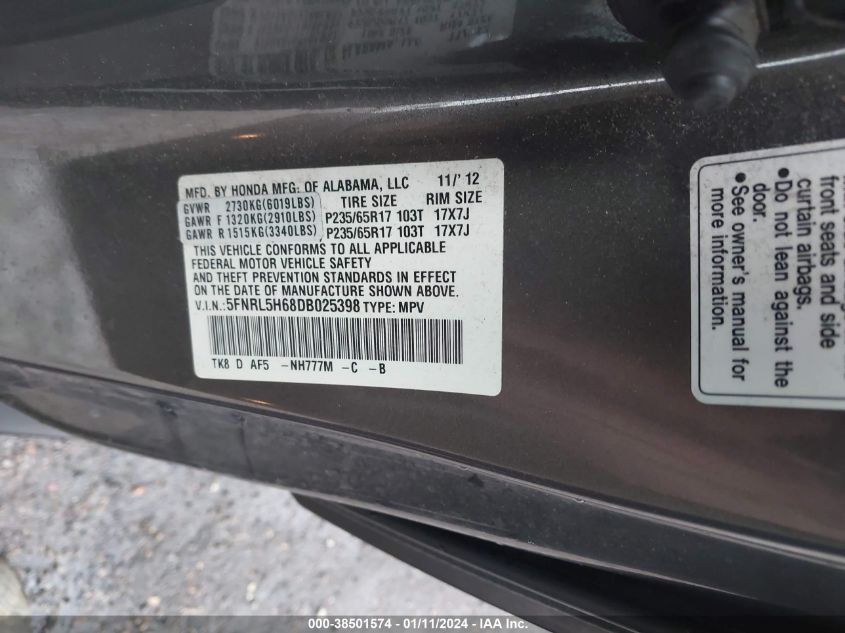 MFD. BY HONDA MFG. OF ALABAMA, LLC 11/'12
GVWR 2730KG(6019LBS) TIRE SIZE RIM SIZE
GAWR F 1320KG(2910LBS) P235/65R17 103T 17X7J
GAWR R 1515KG(3340LBS) P235/65R17 103T 17X7J
THIS VEHICLE CONFORMS TO ALL APPLICABLE
FEDERAL MOTOR VEHICLE SAFETY
AND THEFT PREVENTION STANDARDS IN EFFECT
ON THE DATE OF MANUFACTURE SHOWN ABOVE.
V.I.N.:5FNRL5H68DB025398 TYPE: MPV
TK8 D AF5 -NH777M -C -B
front seats and side
curtain airbags.
•Do not lean against the
door.
•See owner's manual for
000-38501574 - 01/11/2024 - © IAA, Inc.